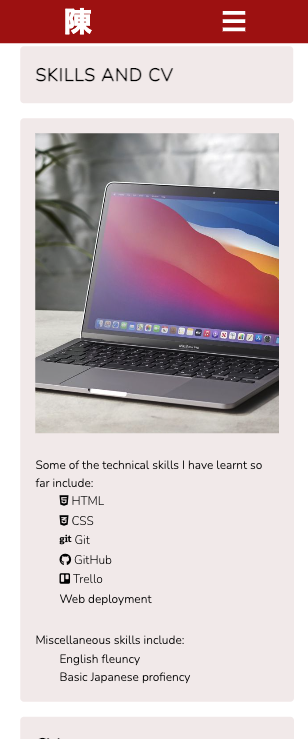 陳
SKILLS AND CV
Some of the technical skills I have learnt so
far include:
HTML
CSS
git Git
GitHub
Trello
Web deployment
Miscellaneous skills include:
English fleuncy
Basic Japanese profiency